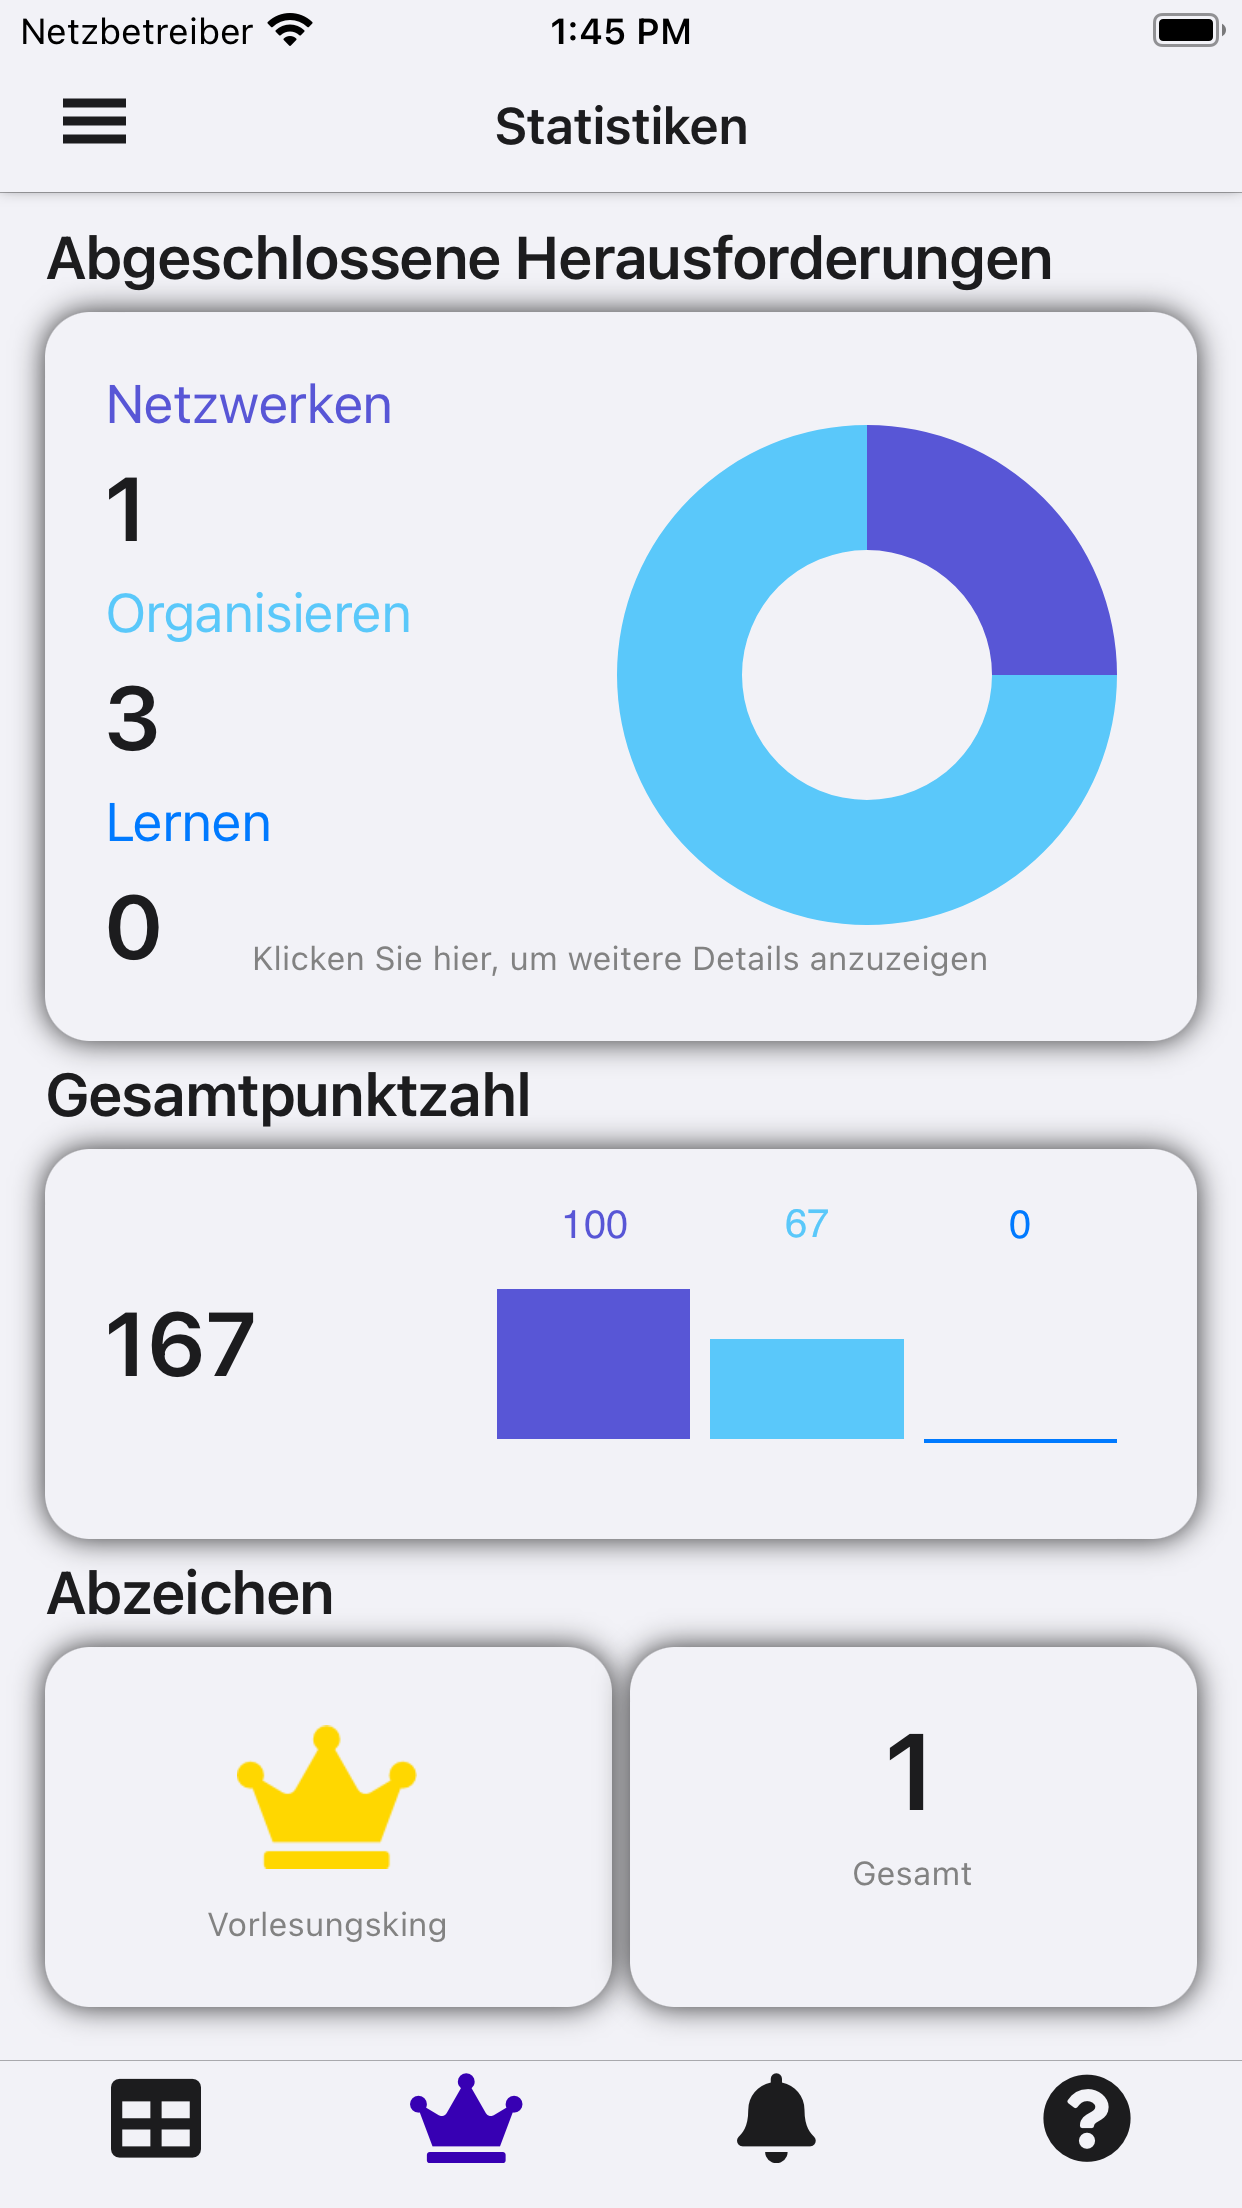 Netzbetreiber
1:45 PM
Statistiken
Abgeschlossene Herausforderungen
Netzwerken
1
Organisieren
3
Lernen
0
Klicken Sie hier, um weitere Details anzuzeigen
Gesamtpunktzahl
100 67 0
167
Abzeichen
Vorlesungsking
1
Gesamt